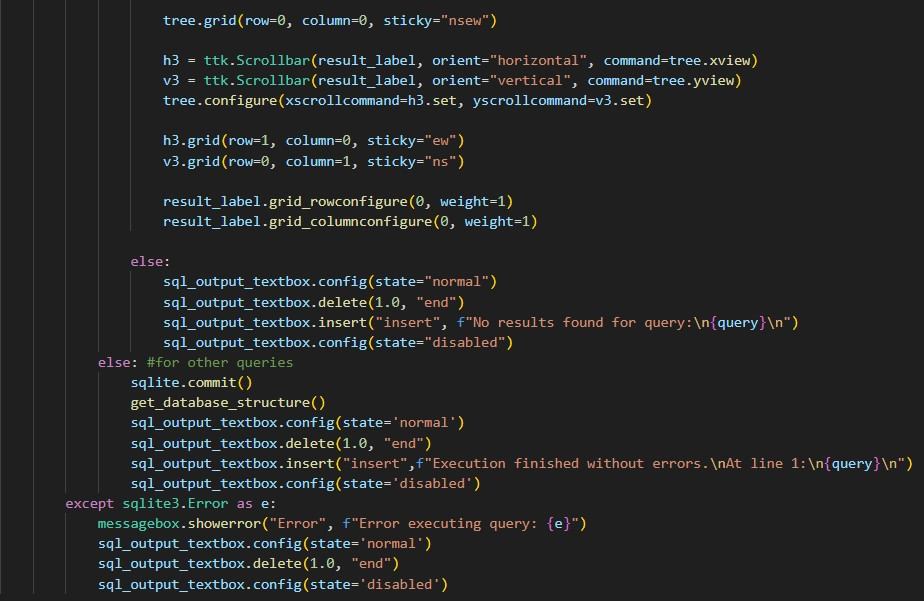 tree.grid(row=0, column=0, sticky="nsew")
h3 = ttk.Scrollbar(result_label, orient="horizontal", command=tree.xview)
v3 = ttk.Scrollbar(result_label, orient="vertical", command=tree.yview)
tree.configure(xscrollcommand=h3.set, yscrollcommand=v3.set)
h3.grid(row=1, column=0, sticky="ew")
v3.grid(row=0, column=1, sticky="ns")
result_label.grid_rowconfigure(0, weight=1)
result_label.grid_columnconfigure(0, weight=1)
else:
sql_output_textbox.config(state="normal")
sql_output_textbox.delete(1.0, "end")
sql_output_textbox.insert("insert", f"No results found for query:\n{query}\n")
sql_output_textbox.config(state="disabled")
else: #for other queries
sqlite.commit()
get_database_structure()
sql_output_textbox.config(state='normal')
sql_output_textbox.delete(1.0, "end")
sql_output_textbox.insert("insert",f"Execution finished without errors.\nAt line 1:\n{query}\n")
sql_output_textbox.config(state='disabled')
except sqlite3.Error as e:
messagebox.showerror("Error", f"Error executing query: {e}")
sql_output_textbox.config(state='normal')
sql_output_textbox.delete(1.0, "end")
sql_output_textbox.config(state='disabled')